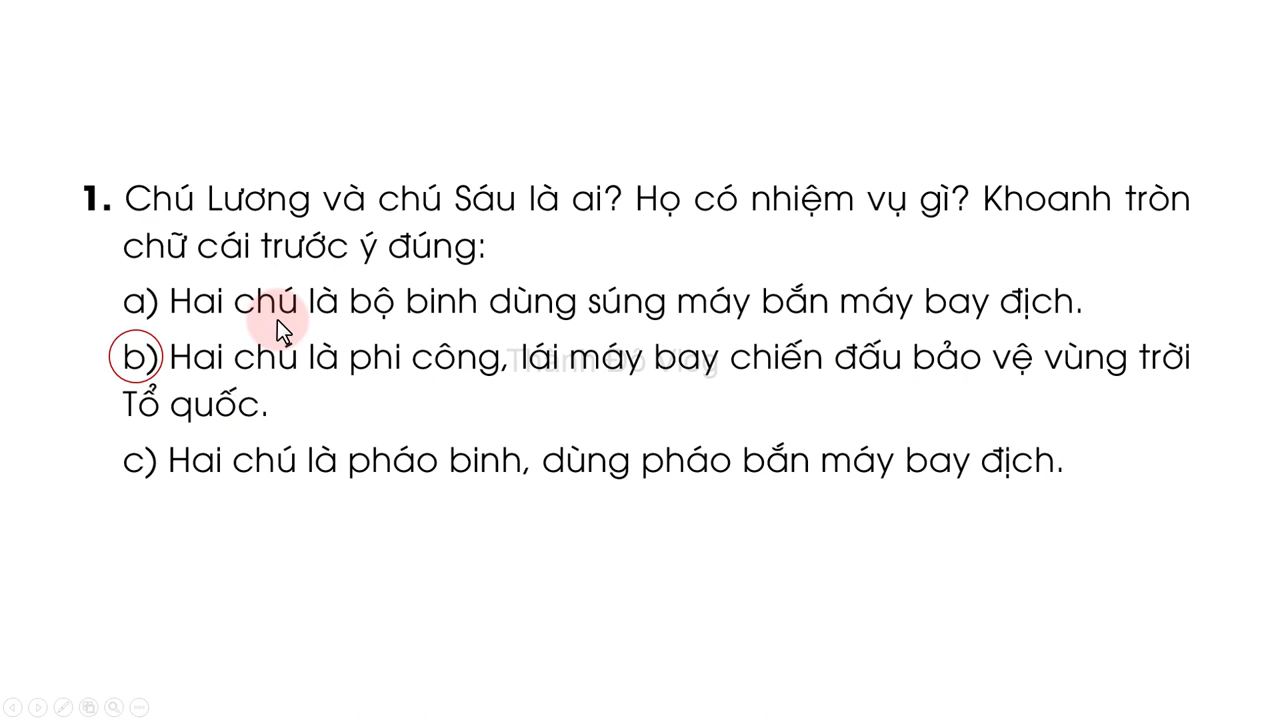 1. Chú Lương và chú Sáu là ai? Họ có nhiệm vụ gì? Khoanh tròn
chữ cái trước ý đúng:
a) Hai chú là bộ binh dùng súng máy bắn máy bay địch.
b) Hai chú là phi công, lái máy bay chiến đấu bảo vệ vùng trời
Tổ quốc.
c) Hai chú là pháo binh, dùng pháo bắn máy bay địch.